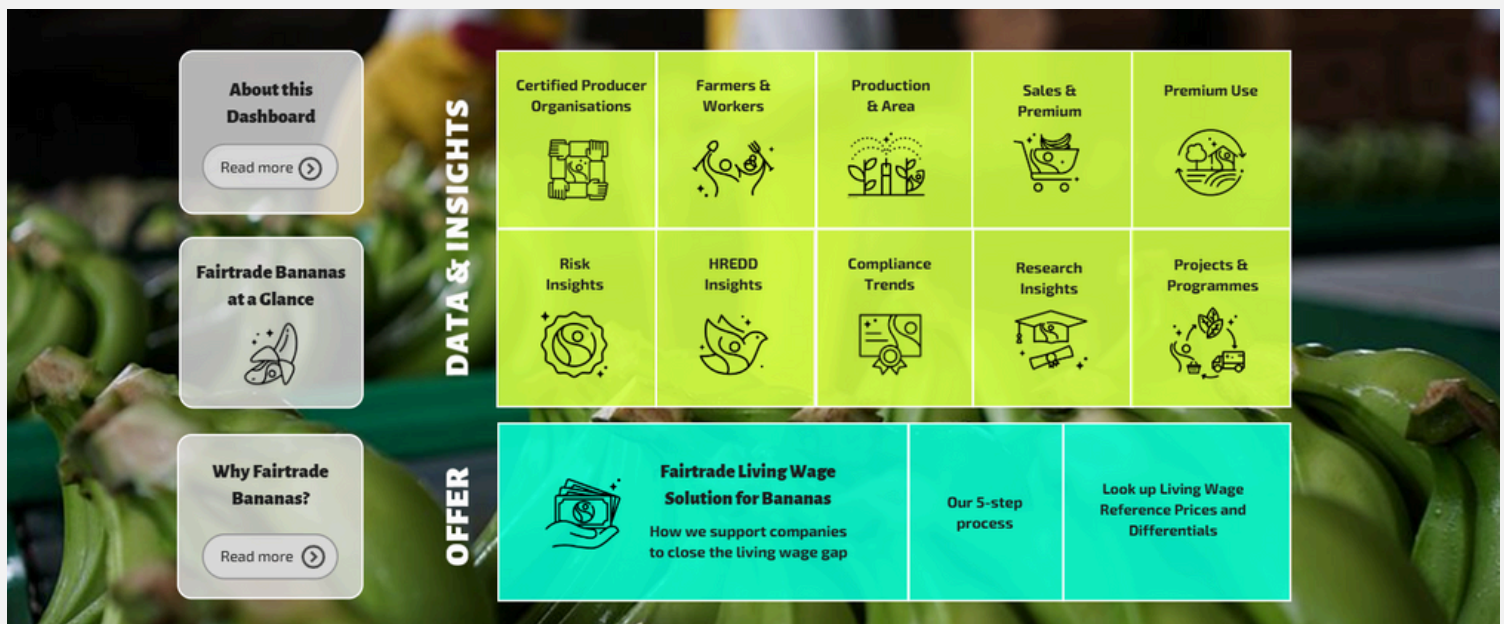 About this
Dashboard
Read more
Fairtrade Bananas
at a Glance
Why Fairtrade
Bananas?
Read more
DATA & INSIGHTS
Certified Producer
Organisations
Farmers &
Workers
Production
& Area
Sales &
Premium
Premium Use
Risk
Insights
HREDD
Insights
Compliance
Trends
Research
Insights
Projects &
Programmes
OFFER
Fairtrade Living Wage
Solution for Bananas
How we support companies
to close the living wage gap
Our 5-step
process
Look up Living Wage
Reference Prices and
Differentials